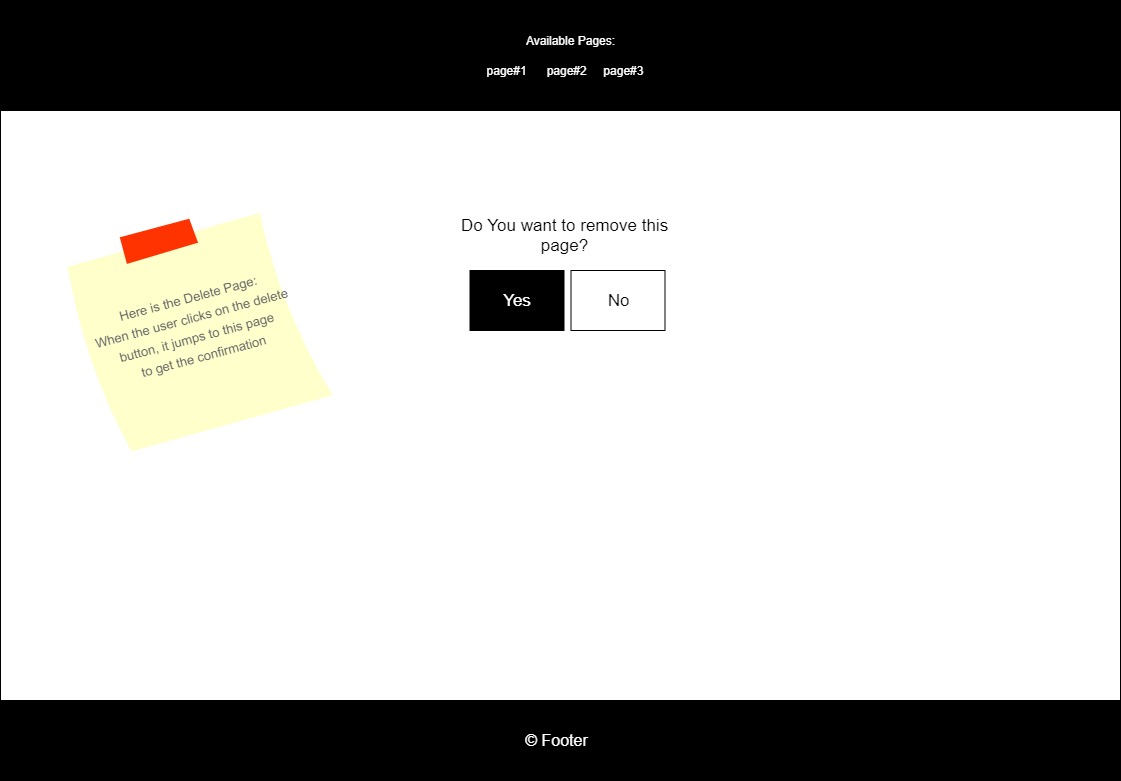 Available Pages:
page#1 page#2 page#3
Do You want to remove this
page?
Yes No
Here is the Delete Page:
When the user clicks on the delete
button, it jumps to this page
to get the confirmation
© Footer